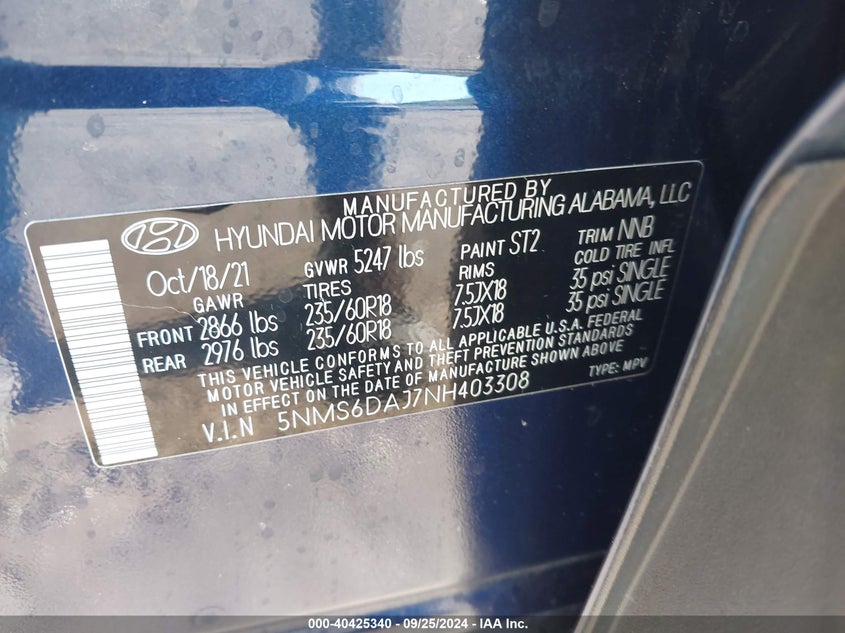 MANUFACTURED BY
HYUNDAI MOTOR MANUFACTURING ALABAMA, LLC
Oct/18/21 GVWR 5247 lbs PAINT ST2 TRIM NNB
GAWR TIRES RIMS COLD TIRE INFL
FRONT 2866 lbs 235/60R18 7.5JX18 35 psi SINGLE
REAR 2976 lbs 235/60R18 7.5JX18 35 psi SINGLE
THIS VEHICLE CONFORMS TO ALL APPLICABLE U.S.A. FEDERAL
MOTOR VEHICLE SAFETY AND THEFT PREVENTION STANDARDS
IN EFFECT ON THE DATE OF MANUFACTURE SHOWN ABOVE
V.I.N 5NMS6DAJ7NH403308 TYPE: MPV
000-40425340 - 09/25/2024 - IAA, Inc.